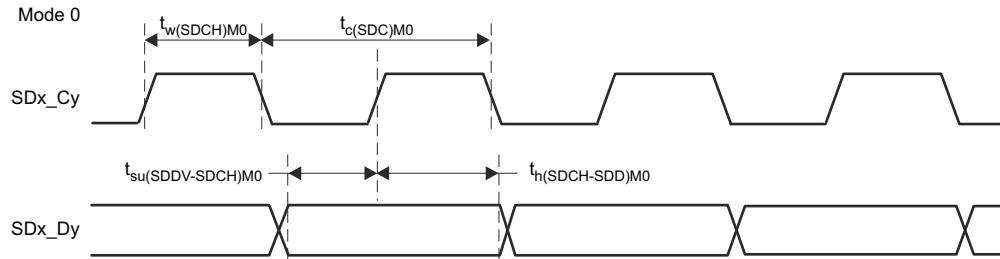 Mode 0
tw(SDCH)M0
tc(SDC)M0
SDx_Cy
tsu(SDDV-SDCH)M0
th(SDCH-SDD)M0
SDx_Dy